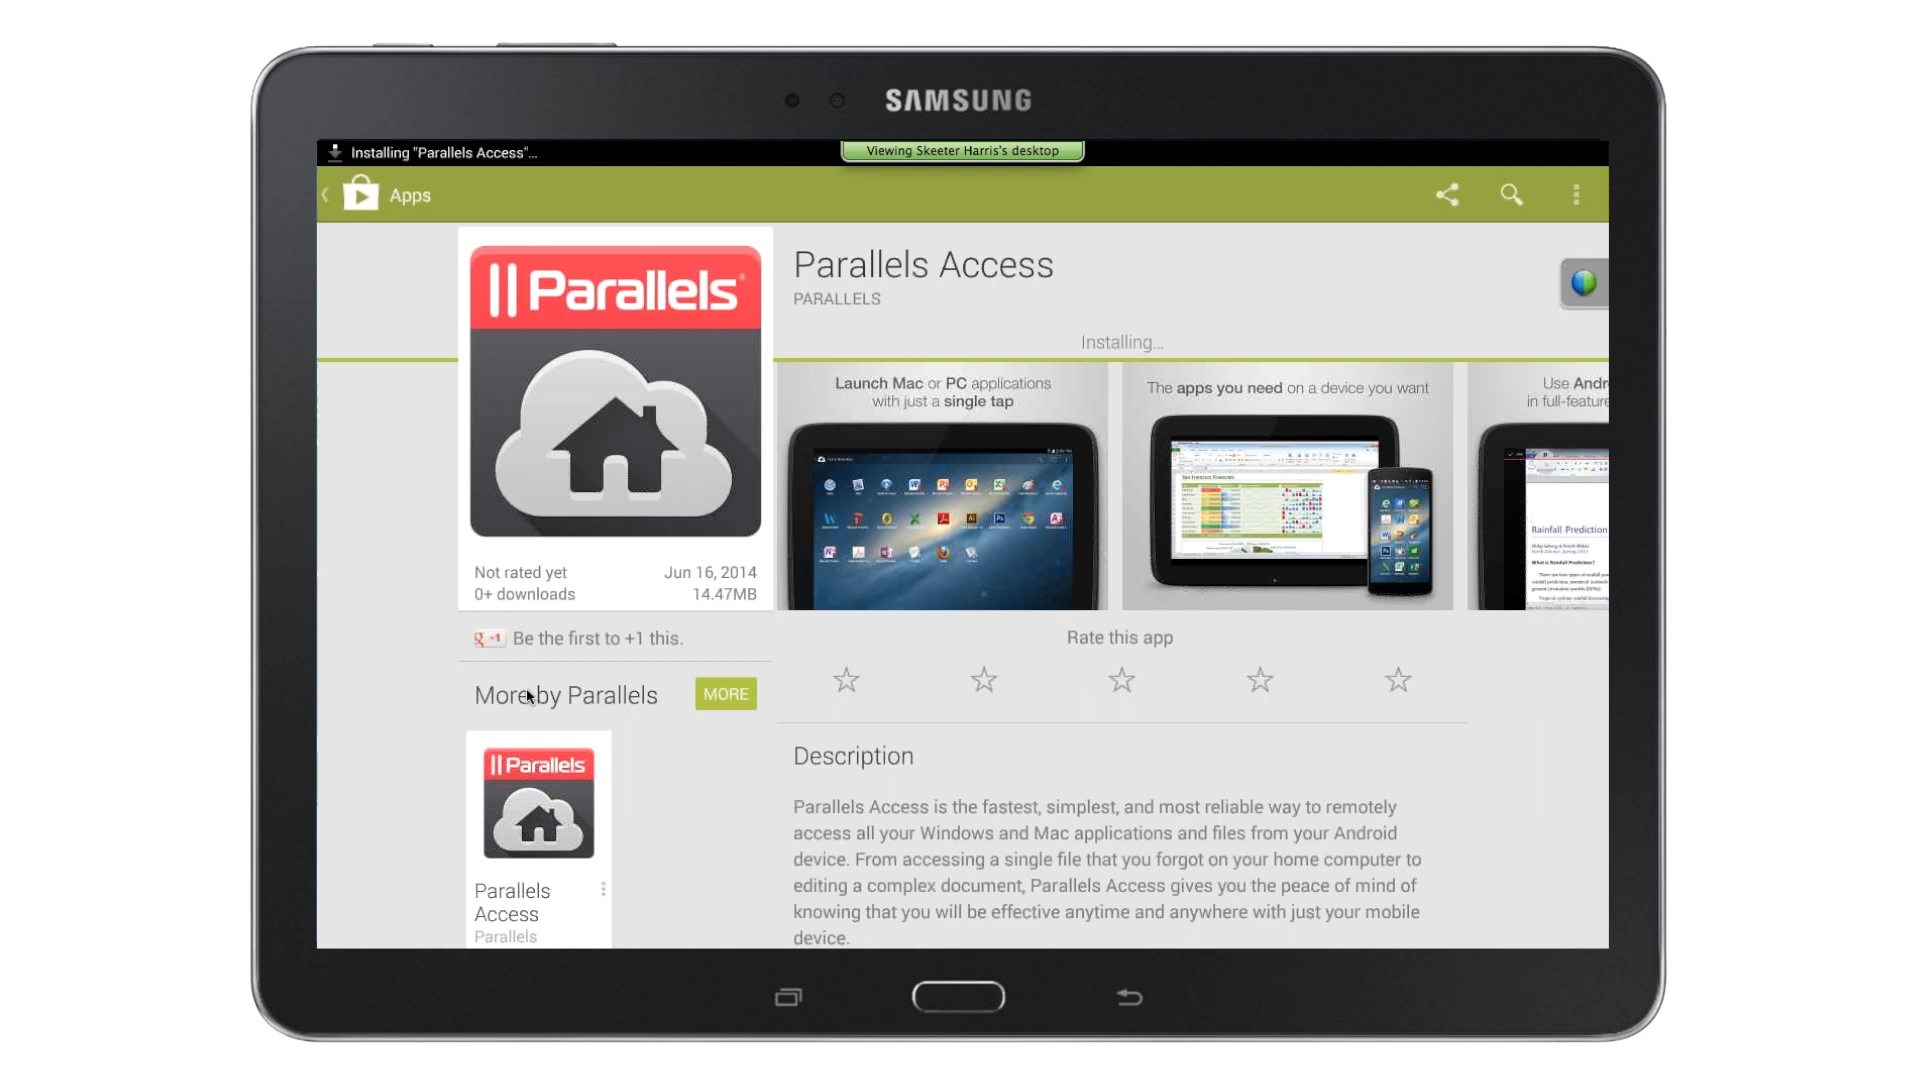 SAMSUNG
Installing "Parallels Access"...
Viewing Skeeter Harris's desktop
Apps
Parallels
Parallels Access
PARALLELS
Installing...
Launch Mac or PC applications
with just a single tap
The apps you need on a device you want
Use Andr
in full-feature
Rainfall Prediction
What is Rainfall Prediction?
Not rated yet
Jun 16, 2014
0+ downloads
14.47MB
g +1 Be the first to +1 this.
Rate this app
More by Parallels
MORE
Parallels
Parallels
Access
Parallels
Description
Parallels Access is the fastest, simplest, and most reliable way to remotely
access all your Windows and Mac applications and files from your Android
device. From accessing a single file that you forgot on your home computer to
editing a complex document, Parallels Access gives you the peace of mind of
knowing that you will be effective anytime and anywhere with just your mobile
device.